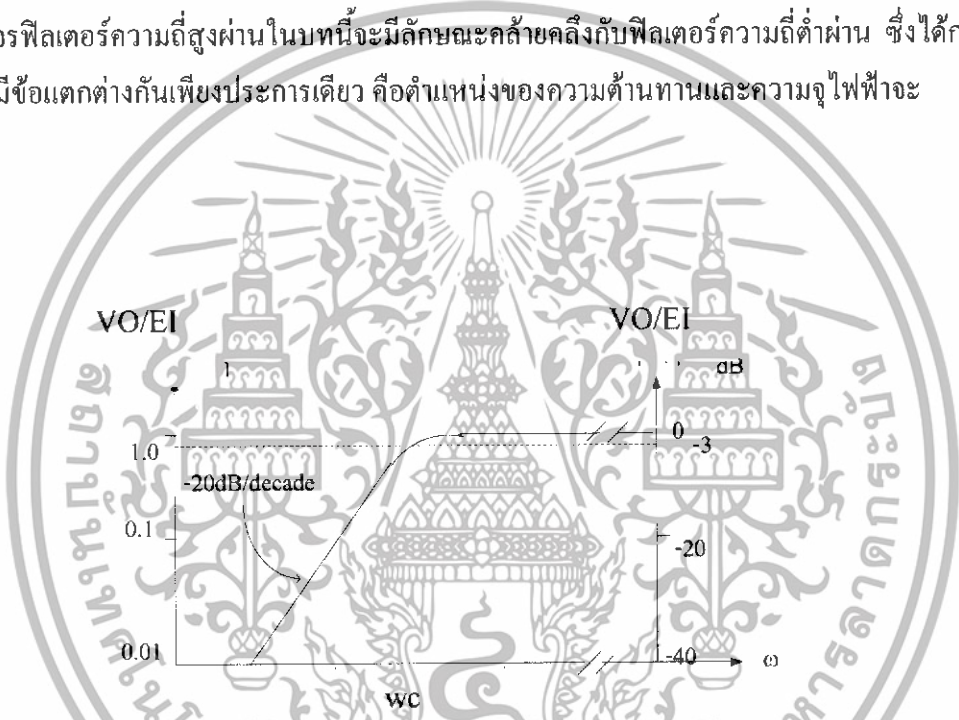 จรฟิลเตอร์ความถี่สูงผ่านในบทนี้จะมีลักษณะคล้ายคลึงกับฟิลเตอร์ความถี่ต่ำผ่าน ซึ่งได้ก
มีข้อแตกต่างกันเพียงประการเดียว คือตำแหน่งของความต้านทานและความจุไฟฟ้าจะ
VO/EI
VO/EI
dB
1.0
0
-3
-20dB/decade
0.1
-20
0.01
-40
ω
wc